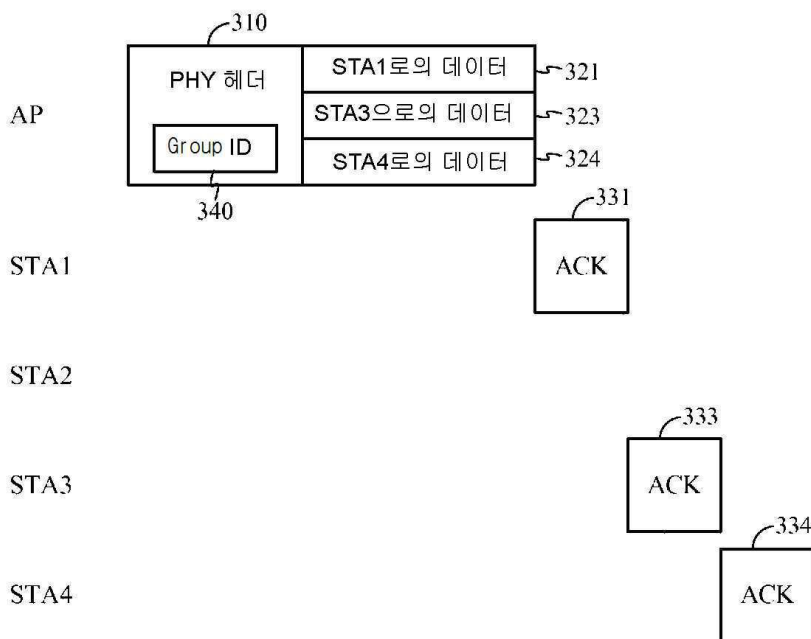 310
PHY 헤더
STA1로의 데이터
321
AP
STA3으로의 데이터
323
Group ID
STA4로의 데이터
324
340
331
STA1
ACK
STA2
333
STA3
ACK
334
STA4
ACK